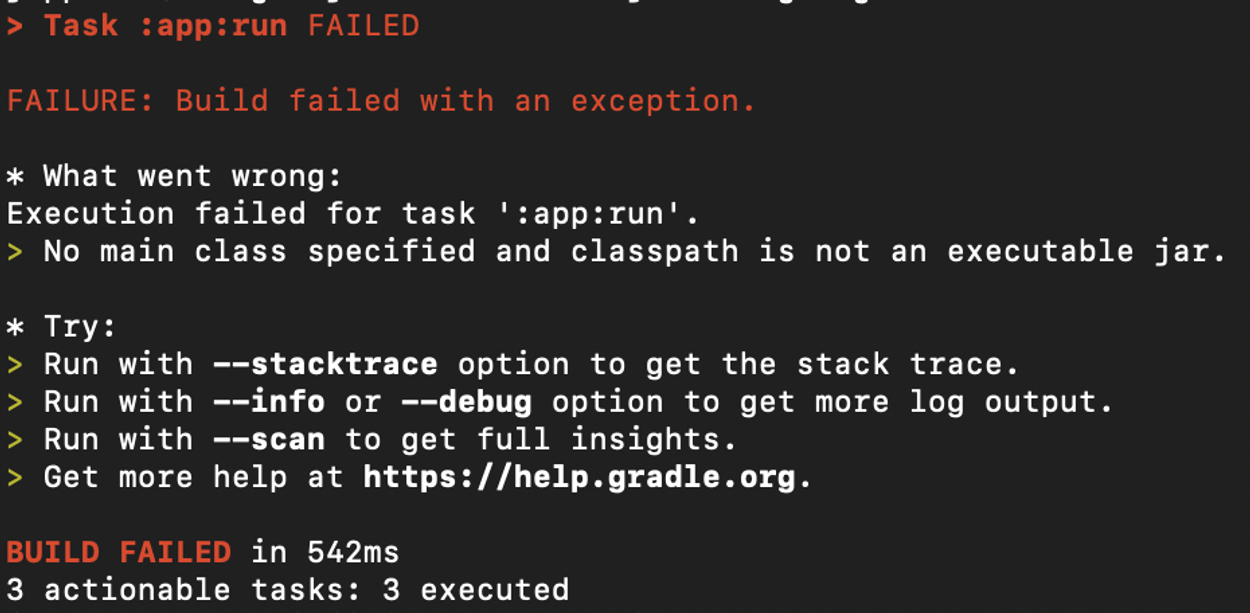 > Task :app:run FAILED
FAILURE: Build failed with an exception.
* What went wrong:
Execution failed for task ':app:run'.
> No main class specified and classpath is not an executable jar.
* Try:
> Run with --stacktrace option to get the stack trace.
> Run with --info or --debug option to get more log output.
> Run with --scan to get full insights.
> Get more help at https://help.gradle.org.
BUILD FAILED in 542ms
3 actionable tasks: 3 executed